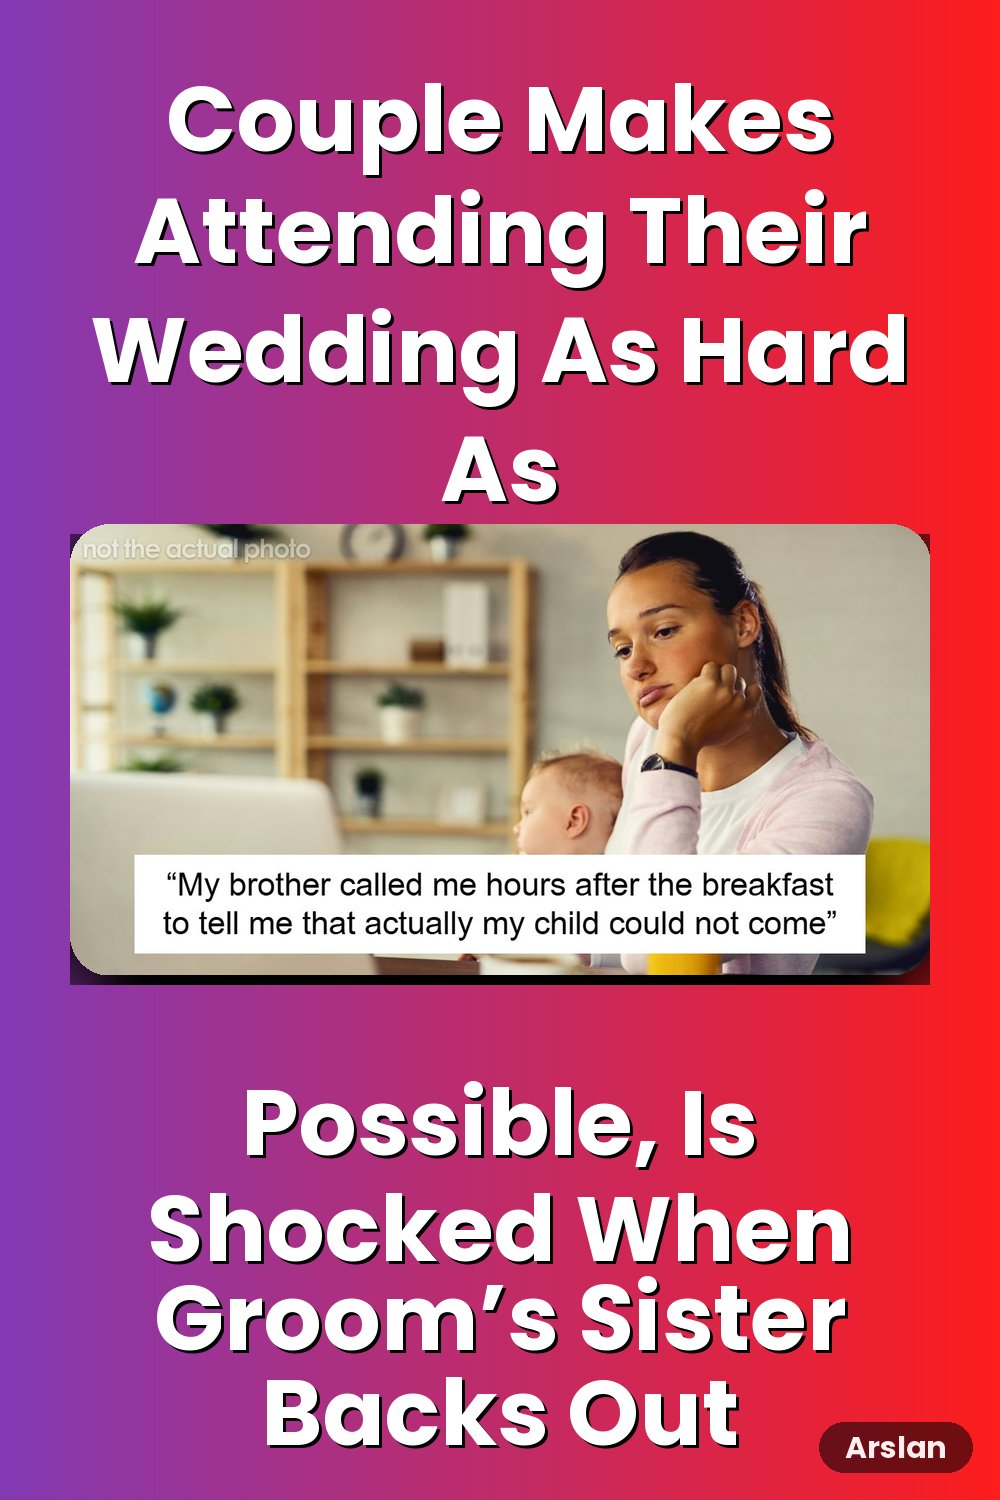 Couple Makes
Attending Their
Wedding As Hard
As
not the actual photo
“My brother called me hours after the breakfast
to tell me that actually my child could not come”
Possible, Is
Shocked When
Groom’s Sister
Backs Out
Arslan